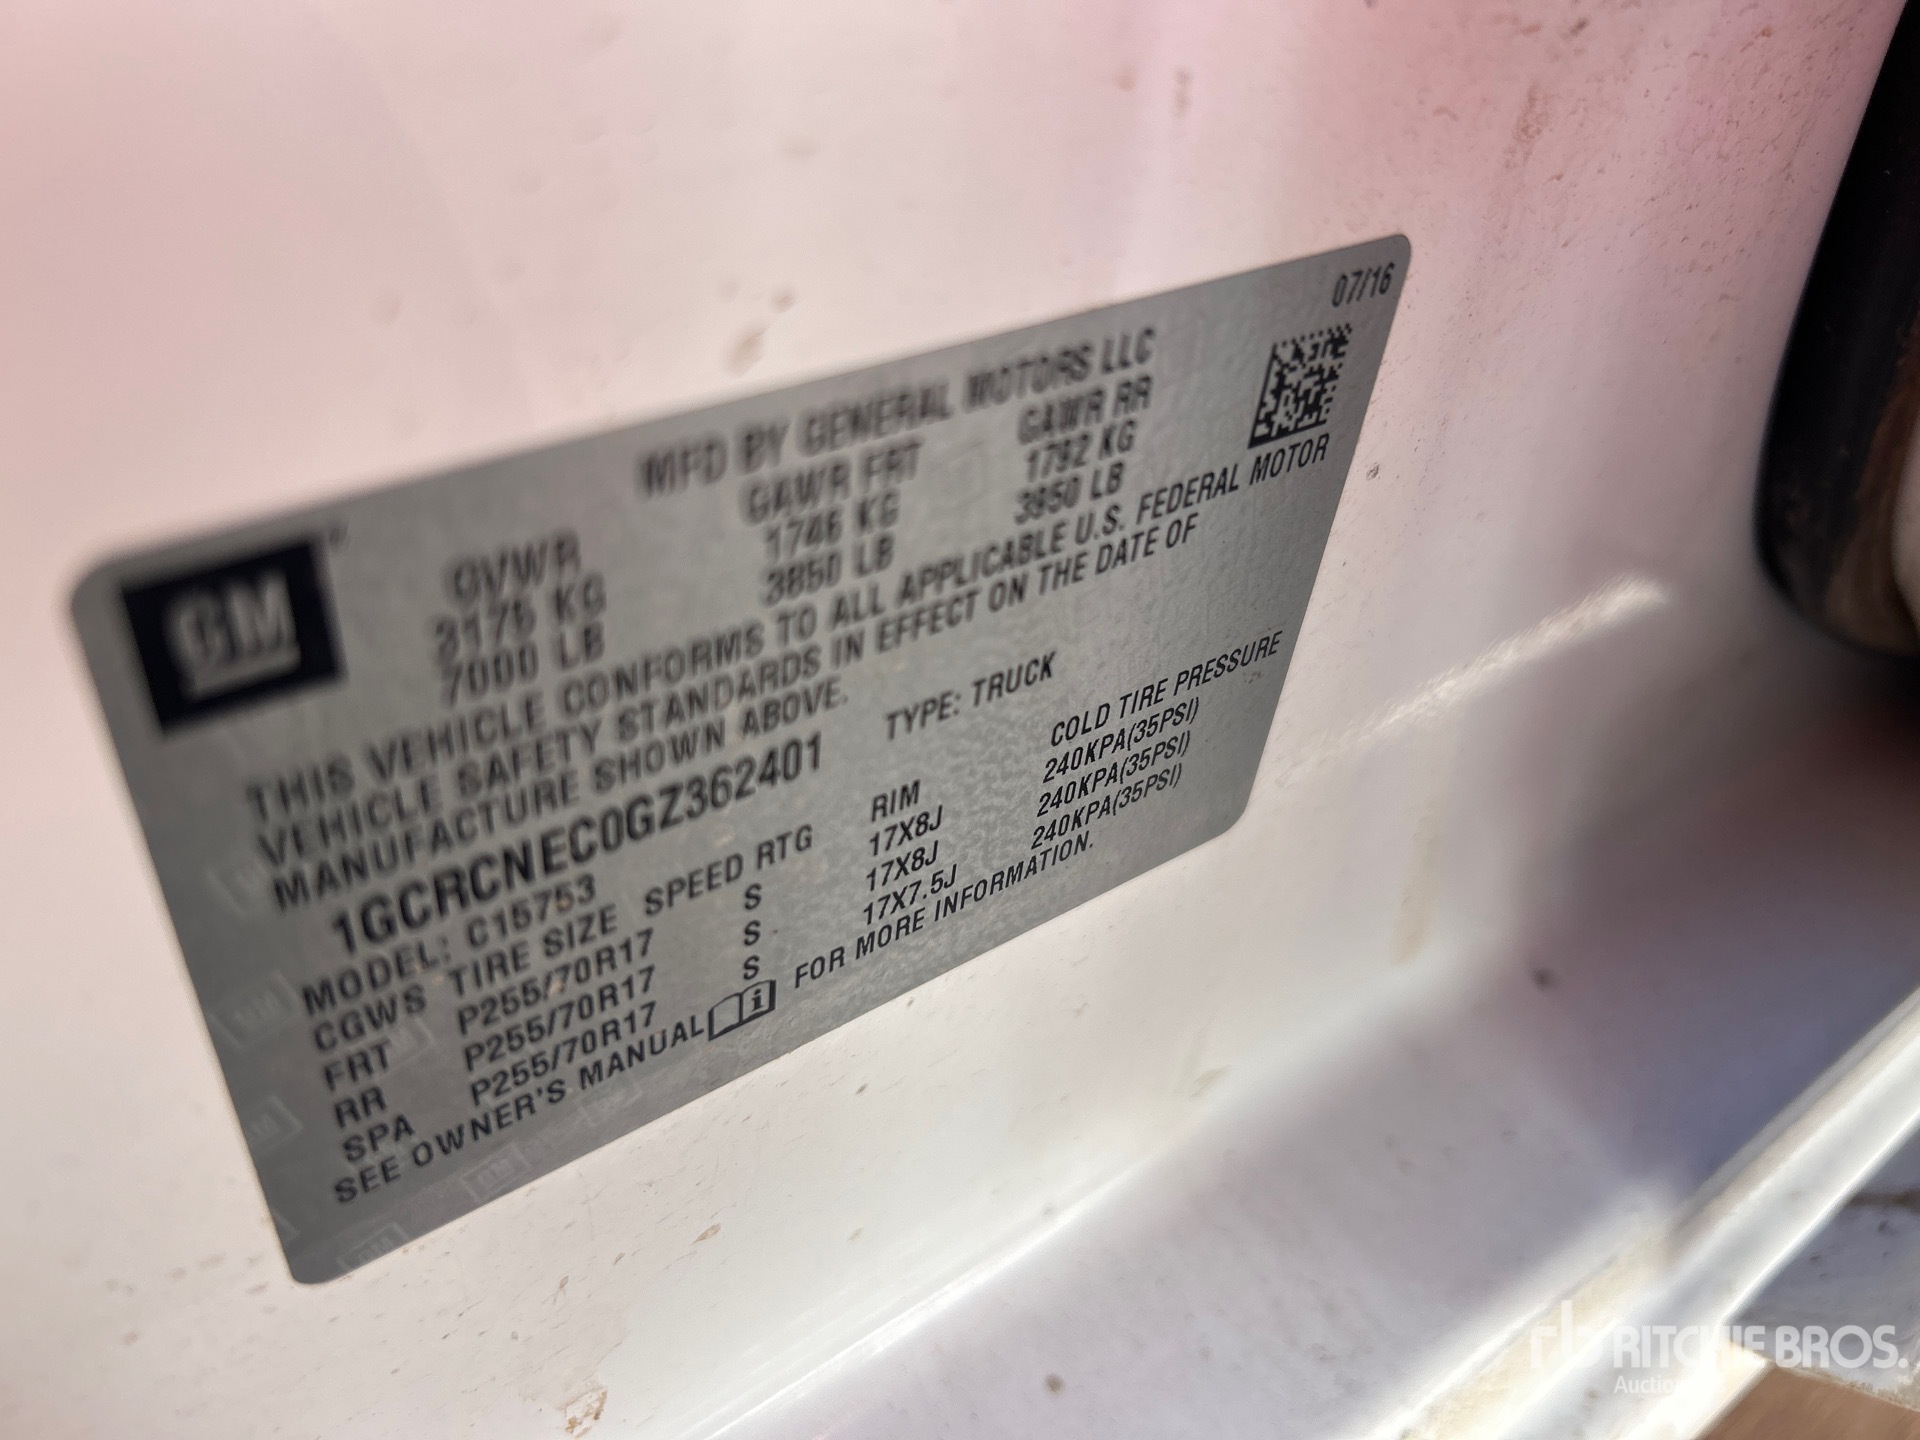 07/16
MFD BY GENERAL MOTORS LLC
GM
GVWR GAWR FRT GAWR RR
3175 KG 1746 KG 1792 KG
7000 LB 3850 LB 3950 LB
THIS VEHICLE CONFORMS TO ALL APPLICABLE U.S. FEDERAL MOTOR
VEHICLE SAFETY STANDARDS IN EFFECT ON THE DATE OF
MANUFACTURE SHOWN ABOVE.
1GCRCNEC0GZ362401 TYPE: TRUCK
MODEL: C15753
CGWS TIRE SIZE SPEED RTG RIM COLD TIRE PRESSURE
FRT P255/70R17 S 17X8J 240KPA(35PSI)
RR P255/70R17 S 17X8J 240KPA(35PSI)
SPA P255/70R17 S 17X7.5J 240KPA(35PSI)
SEE OWNER'S MANUAL i FOR MORE INFORMATION.
rb RITCHIE BROS.